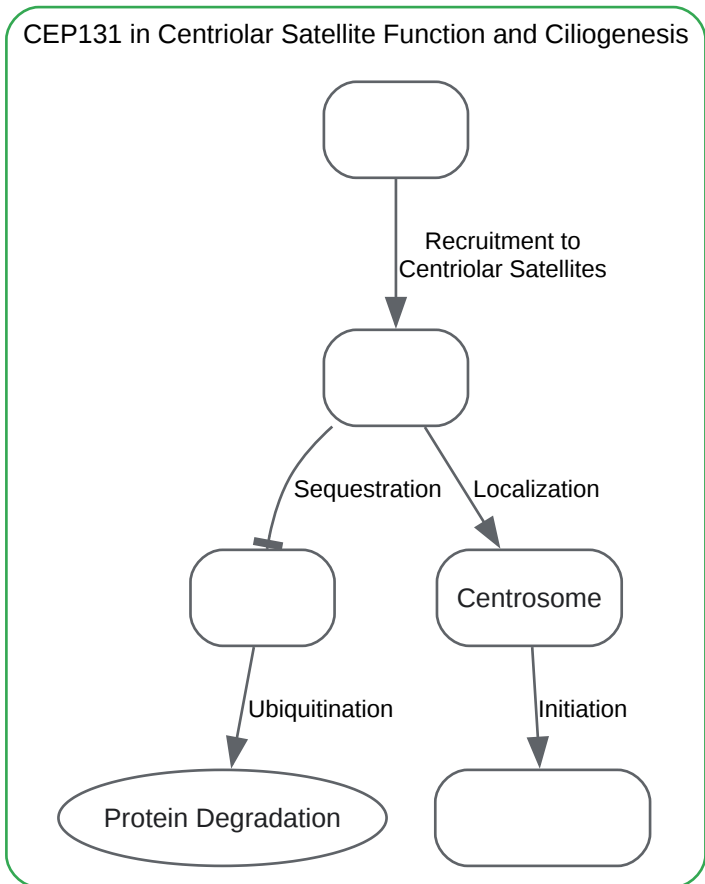 CEP131 in Centriolar Satellite Function and Ciliogenesis
Recruitment to
Centriolar Satellites
Sequestration
Localization
Centrosome
Ubiquitination
Initiation
Protein Degradation